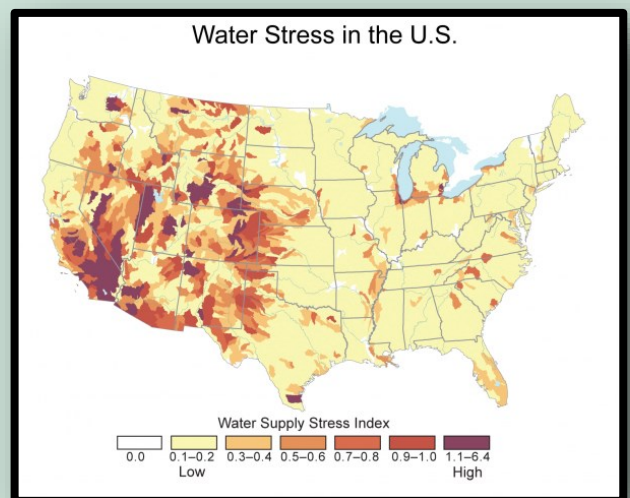 Water Stress in the U.S.
Water Supply Stress Index
0.0 0.1–0.2 0.3–0.4 0.5–0.6 0.7–0.8 0.9–1.0 1.1–6.4
Low High